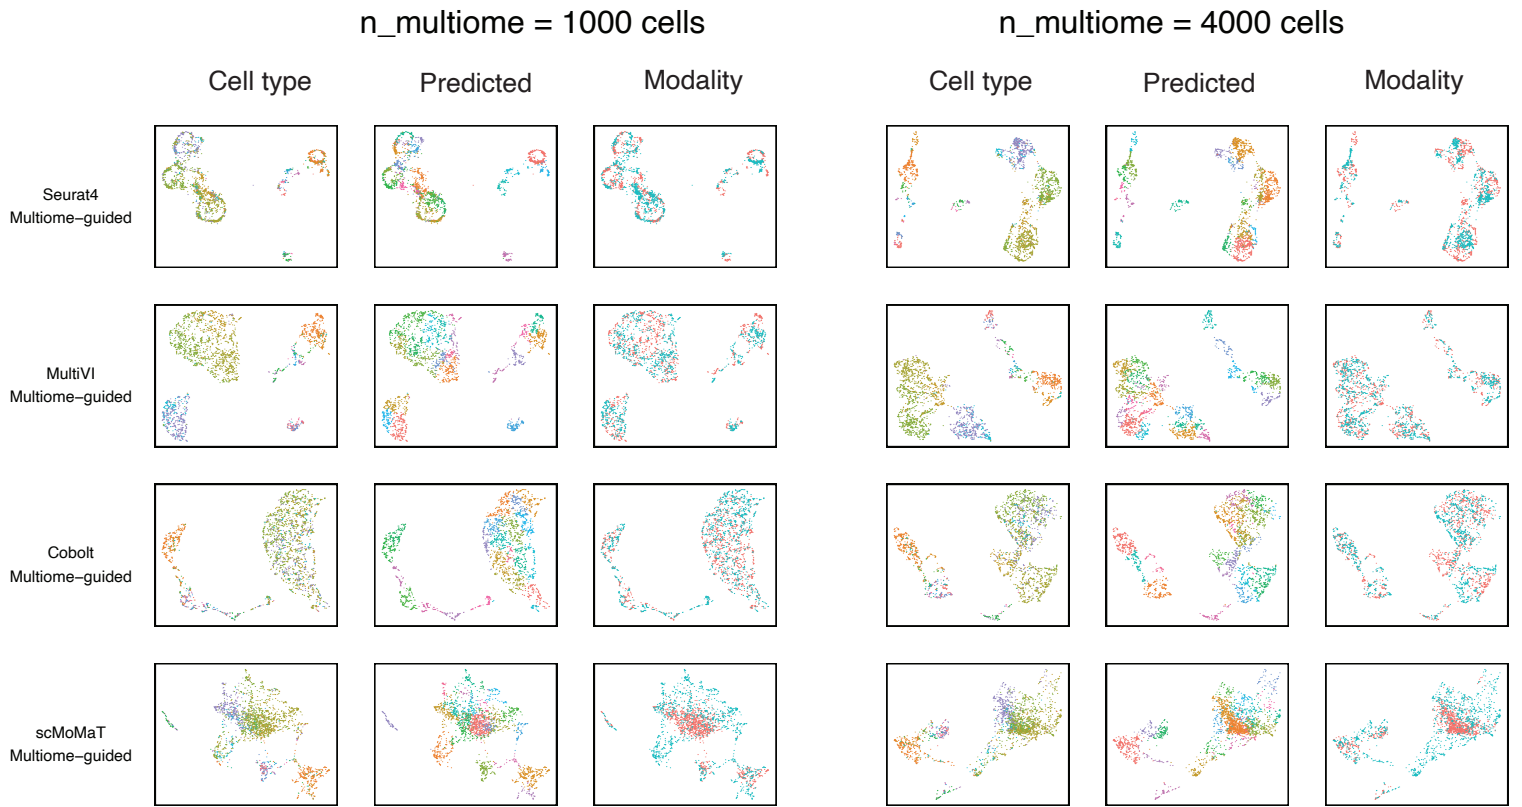 n_multiome = 1000 cells
n_multiome = 4000 cells
Cell type
Predicted
Modality
Cell type
Predicted
Modality
Seurat4
Multiome−guided
MultiVI
Multiome−guided
Cobolt
Multiome−guided
scMoMaT
Multiome−guided